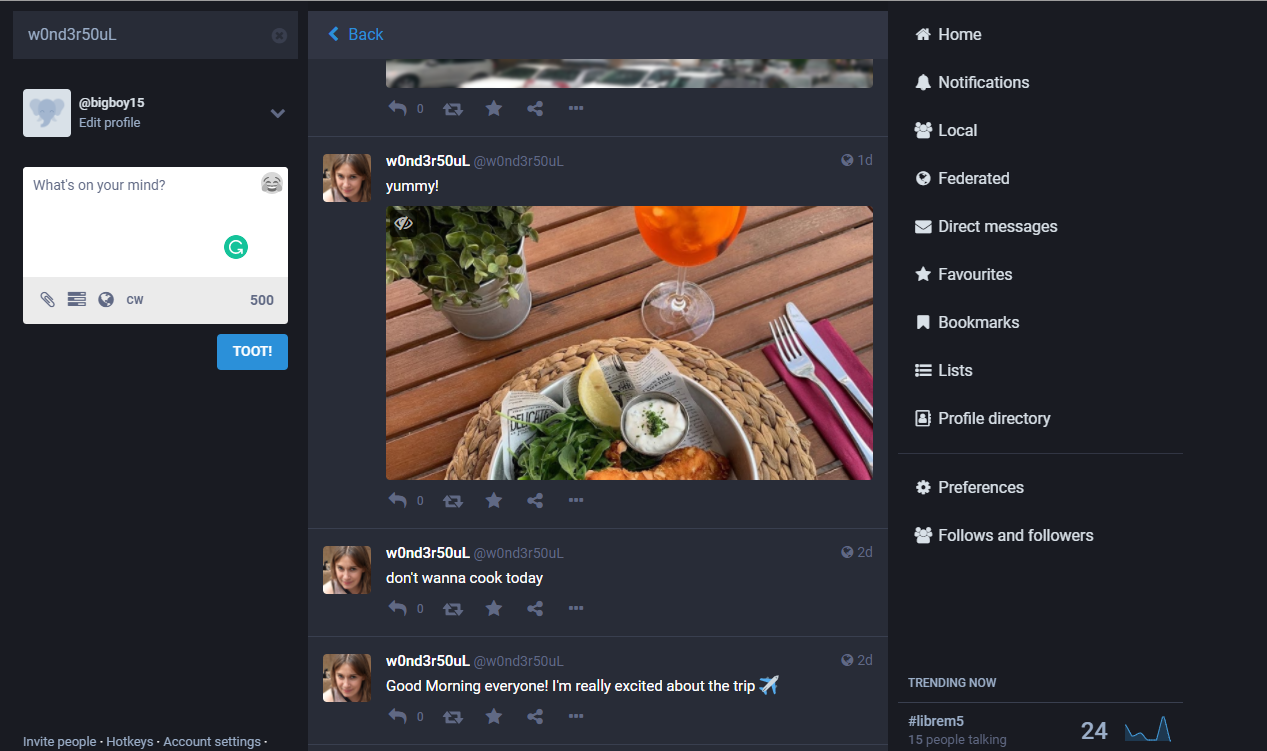 w0nd3r50uL
@bigboy15
Edit profile
What's on your mind?
CW
500
TOOT!
Invite people · Hotkeys · Account settings ·
Back
0
w0nd3r50uL @w0nd3r50uL 1d
yummy!
DELICATE
0
w0nd3r50uL @w0nd3r50uL 2d
don't wanna cook today
0
w0nd3r50uL @w0nd3r50uL 2d
Good Morning everyone! I'm really excited about the trip ✈️
0
Home
Notifications
Local
Federated
Direct messages
Favourites
Bookmarks
Lists
Profile directory
Preferences
Follows and followers
TRENDING NOW
#librem5
15 people talking
24